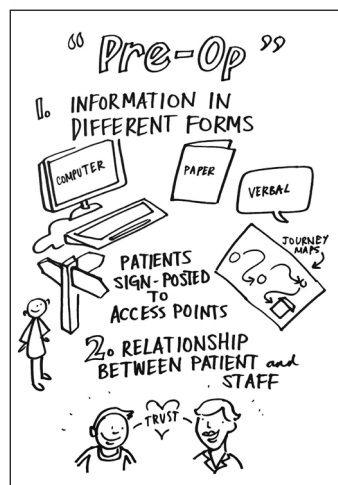 "Pre-Op"
1. INFORMATION IN
DIFFERENT FORMS
COMPUTER
PAPER
VERBAL
JOURNEY
MAPS
PATIENTS
SIGN-POSTED
TO
ACCESS POINTS
2. RELATIONSHIP
BETWEEN PATIENT and
STAFF
TRUST